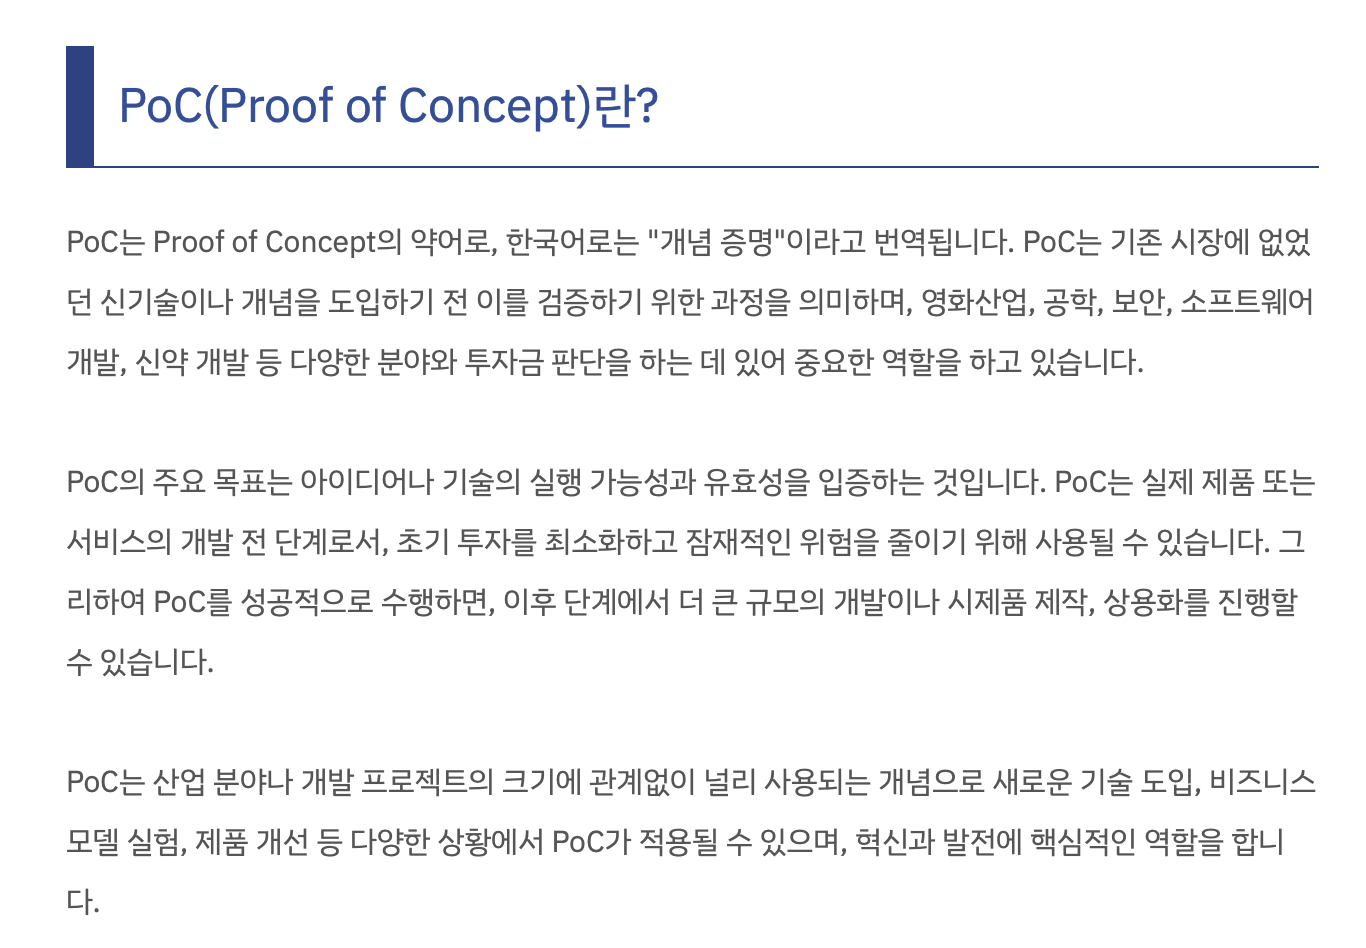 PoC(Proof of Concept)란?
PoC는 Proof of Concept의 약어로, 한국어로는 "개념 증명"이라고 번역됩니다. PoC는 기존 시장에 없었
던 신기술이나 개념을 도입하기 전 이를 검증하기 위한 과정을 의미하며, 영화산업, 공학, 보안, 소프트웨어
개발, 신약 개발 등 다양한 분야와 투자금 판단을 하는 데 있어 중요한 역할을 하고 있습니다.
PoC의 주요 목표는 아이디어나 기술의 실행 가능성과 유효성을 입증하는 것입니다. PoC는 실제 제품 또는
서비스의 개발 전 단계로서, 초기 투자를 최소화하고 잠재적인 위험을 줄이기 위해 사용될 수 있습니다. 그
리하여 PoC를 성공적으로 수행하면, 이후 단계에서 더 큰 규모의 개발이나 시제품 제작, 상용화를 진행할
수 있습니다.
PoC는 산업 분야나 개발 프로젝트의 크기에 관계없이 널리 사용되는 개념으로 새로운 기술 도입, 비즈니스
모델 실험, 제품 개선 등 다양한 상황에서 PoC가 적용될 수 있으며, 혁신과 발전에 핵심적인 역할을 합니
다.